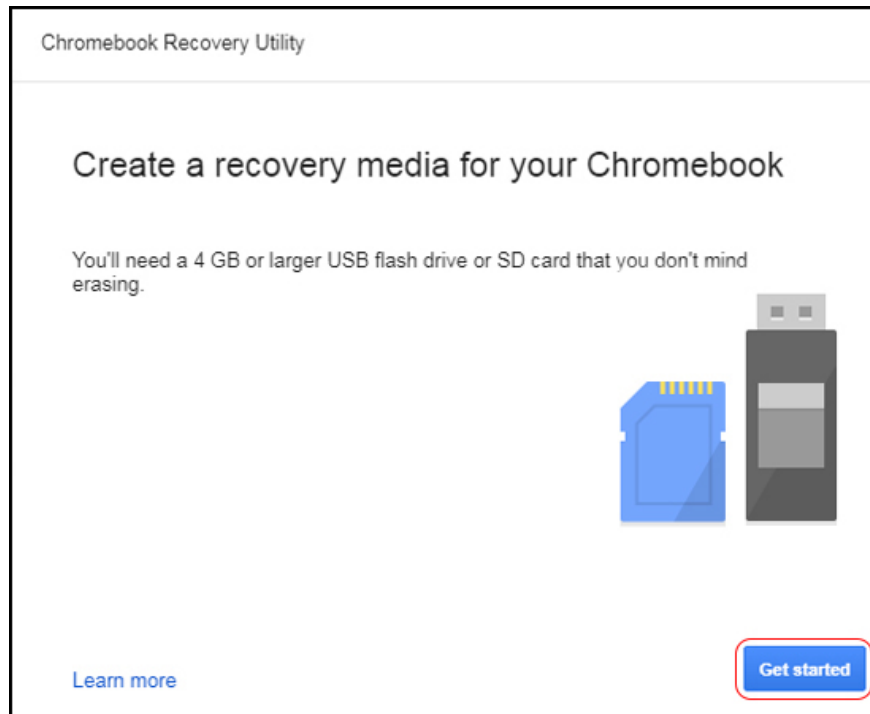 Chromebook Recovery Utility
Create a recovery media for your Chromebook
You'll need a 4 GB or larger USB flash drive or SD card that you don't mind
erasing.
Learn more
Get started